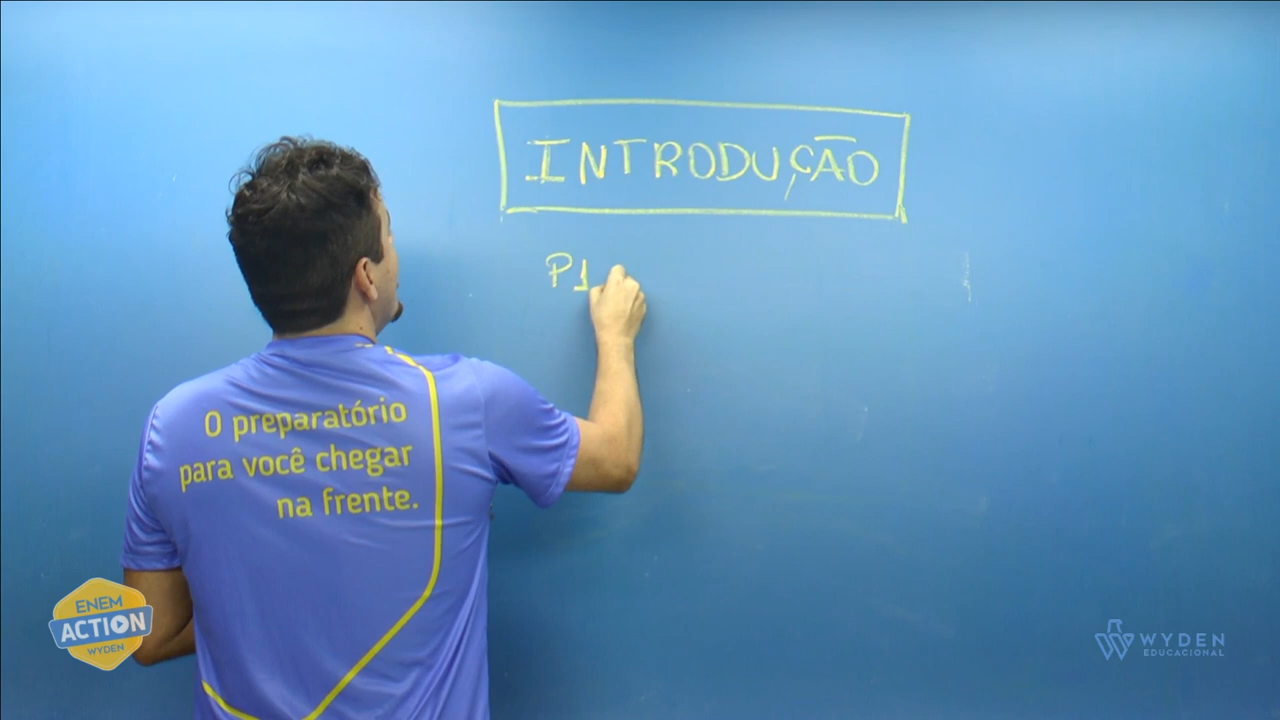 INTRODUÇÃO
P1
O preparatório
para você chegar
na frente.
ENEM
ACTION
WYDEN
WYDEN
EDUCACIONAL